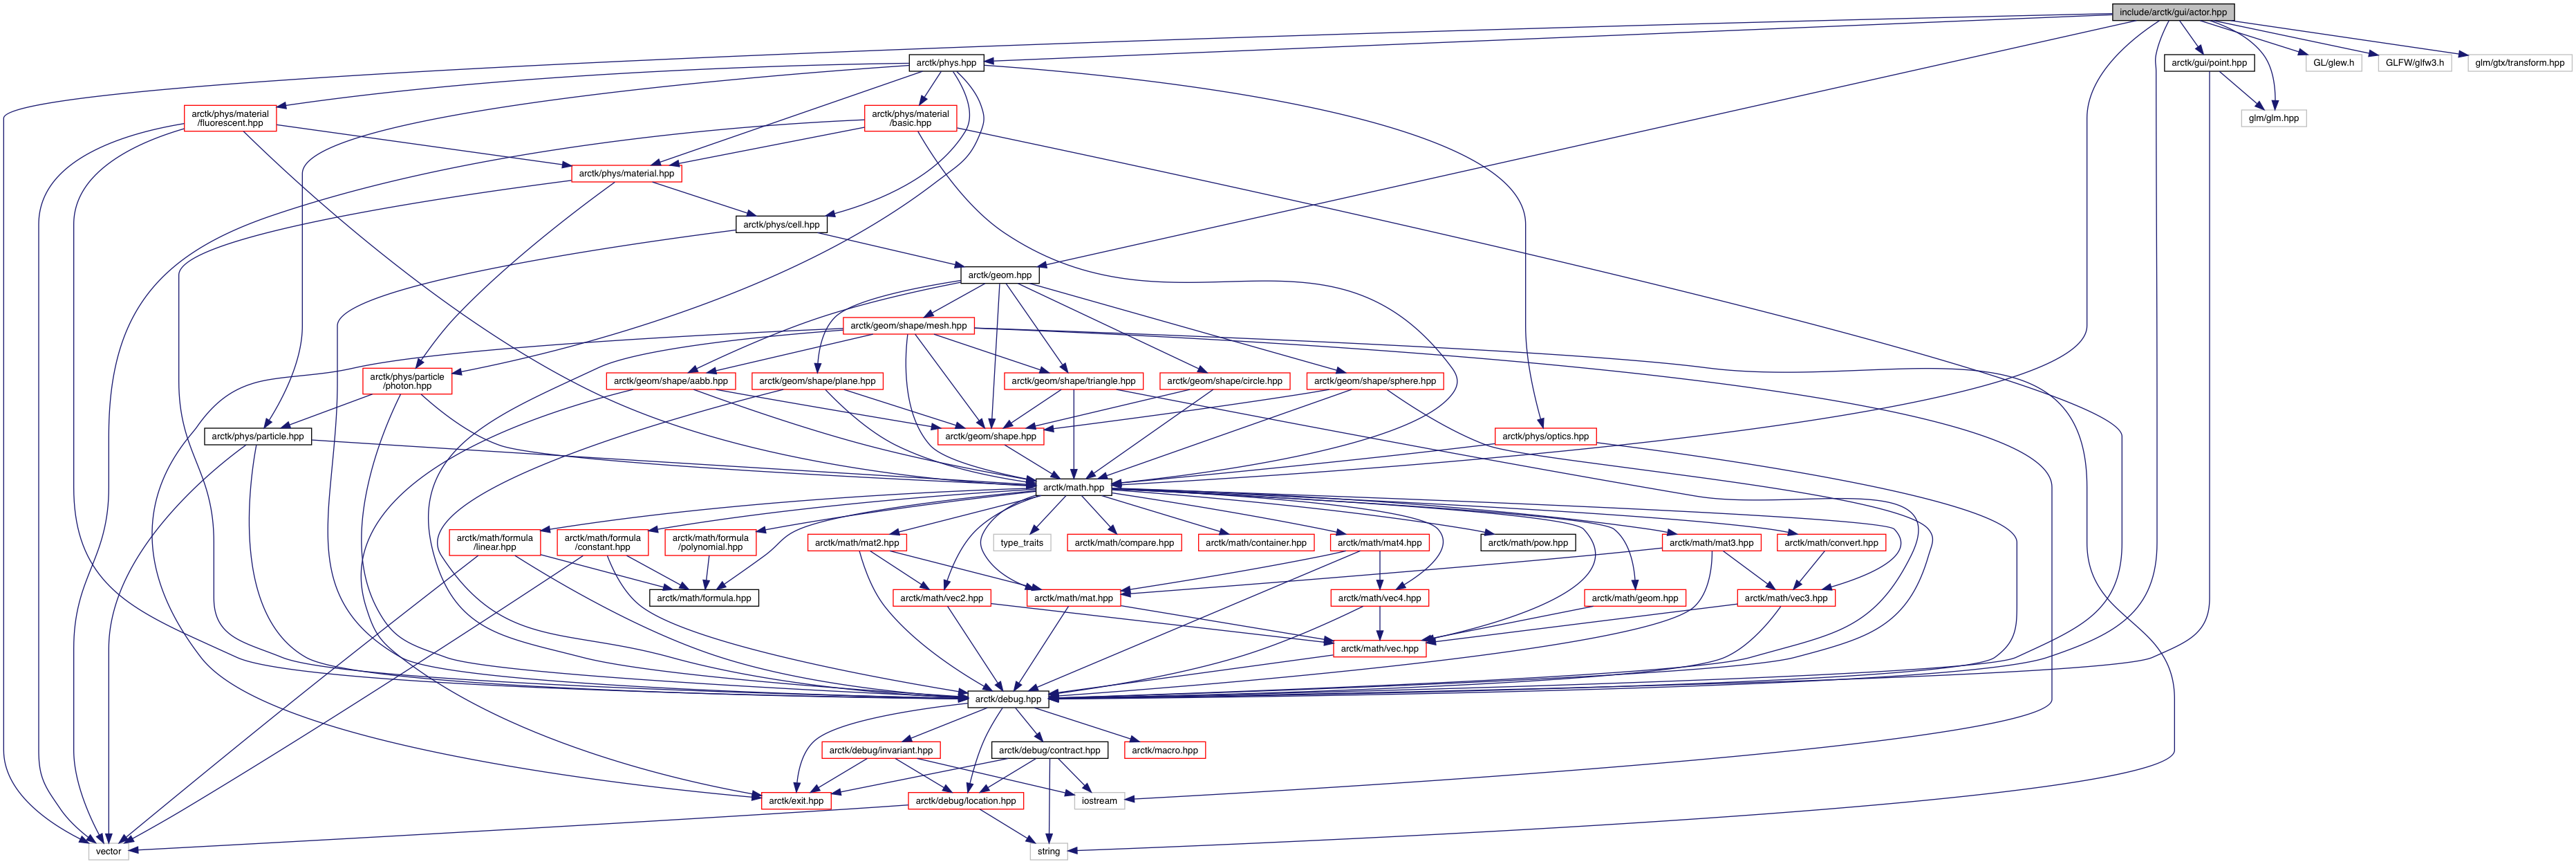 include/arctk/gui/actor.hpp
arctk/phys.hpp
arctk/gui/point.hpp
GL/glew.h
GLFW/glfw3.h
glm/gtx/transform.hpp
arctk/phys/material
/fluorescent.hpp
arctk/phys/material
/basic.hpp
glm/glm.hpp
arctk/phys/material.hpp
arctk/phys/cell.hpp
arctk/geom.hpp
arctk/geom/shape/mesh.hpp
arctk/phys/particle
/photon.hpp
arctk/geom/shape/aabb.hpp
arctk/geom/shape/plane.hpp
arctk/geom/shape/triangle.hpp
arctk/geom/shape/circle.hpp
arctk/geom/shape/sphere.hpp
arctk/phys/particle.hpp
arctk/geom/shape.hpp
arctk/phys/optics.hpp
arctk/math.hpp
arctk/math/formula
/linear.hpp
arctk/math/formula
/constant.hpp
arctk/math/formula
/polynomial.hpp
arctk/math/mat2.hpp
type_traits
arctk/math/compare.hpp
arctk/math/container.hpp
arctk/math/mat4.hpp
arctk/math/pow.hpp
arctk/math/mat3.hpp
arctk/math/convert.hpp
arctk/math/formula.hpp
arctk/math/vec2.hpp
arctk/math/mat.hpp
arctk/math/vec4.hpp
arctk/math/geom.hpp
arctk/math/vec3.hpp
arctk/math/vec.hpp
arctk/debug.hpp
arctk/debug/invariant.hpp
arctk/debug/contract.hpp
arctk/macro.hpp
arctk/exit.hpp
arctk/debug/location.hpp
iostream
vector
string